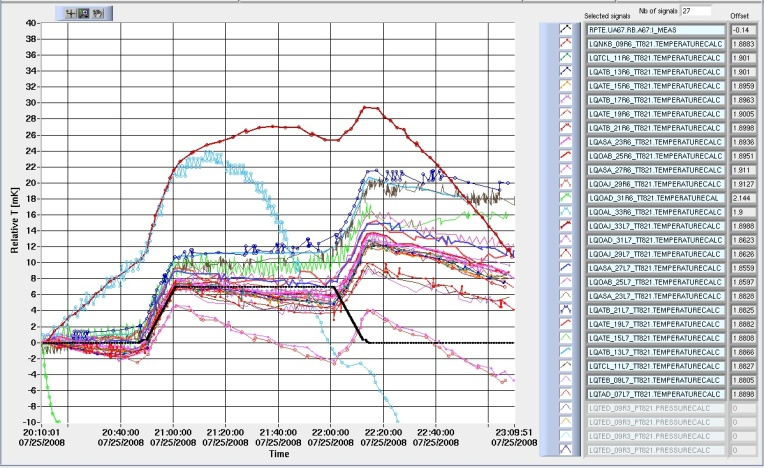 Nb of signals 27
Selected signals Offset
RPTE.UA67.RB.A67:I_MEAS -0.14
LQNKB_09R6_TT821.TEMPERATURECALC 1.8883
LQTCL_11R6_TT821.TEMPERATURECALC 1.901
LQATB_13R6_TT821.TEMPERATURECALC 1.901
LQATE_15R6_TT821.TEMPERATURECALC 1.8959
LQATB_17R6_TT821.TEMPERATURECALC 1.8963
LQATE_19R6_TT821.TEMPERATURECALC 1.9005
LQATB_21R6_TT821.TEMPERATURECALC 1.8998
LQASA_23R6_TT821.TEMPERATURECALC 1.8936
LQOAB_25R6_TT821.TEMPERATURECALC 1.8951
LQASA_27R6_TT821.TEMPERATURECALC 1.911
LQOAJ_29R6_TT821.TEMPERATURECALC 1.9127
LQOAD_31R6_TT821.TEMPERATURECAL 2.144
LQOAL_33R6_TT821.TEMPERATURECALC 1.9
LQOAJ_33L7_TT821.TEMPERATURECALC 1.8988
LQOAD_31L7_TT821.TEMPERATURECALC 1.8623
LQOAJ_29L7_TT821.TEMPERATURECALC 1.8626
LQASA_27L7_TT821.TEMPERATURECALC 1.8559
LQOAB_25L7_TT821.TEMPERATURECALC 1.8597
LQASA_23L7_TT821.TEMPERATURECALC 1.8828
LQATB_21L7_TT821.TEMPERATURECALC 1.8825
LQATE_19L7_TT821.TEMPERATURECALC 1.8882
LQATE_15L7_TT821.TEMPERATURECALC 1.8808
LQATB_13L7_TT821.TEMPERATURECALC 1.8866
LQTCL_11L7_TT821.TEMPERATURECALC 1.8827
LQTEB_09L7_TT821.TEMPERATURECALC 1.8805
LQTAD_07L7_TT821.TEMPERATURECALC 1.8898
LQTED_09R3_PT821.PRESSURECALC 0
LQTED_09R3_PT821.PRESSURECALC 0
LQTED_09R3_PT821.PRESSURECALC 0
LQTED_09R3_PT821.PRESSURECALC 0
Relative T [mK]
40
38
36
34
32
30
28
26
24
22
20
18
16
14
12
10
8
6
4
2
0
-2
-4
-6
-8
-10
20:10:01 20:40:00 21:00:00 21:20:00 21:40:00 22:00:00 22:20:00 22:40:00 23:09:51
07/25/2008 07/25/2008 07/25/2008 07/25/2008 07/25/2008 07/25/2008 07/25/2008 07/25/2008 07/25/2008
Time